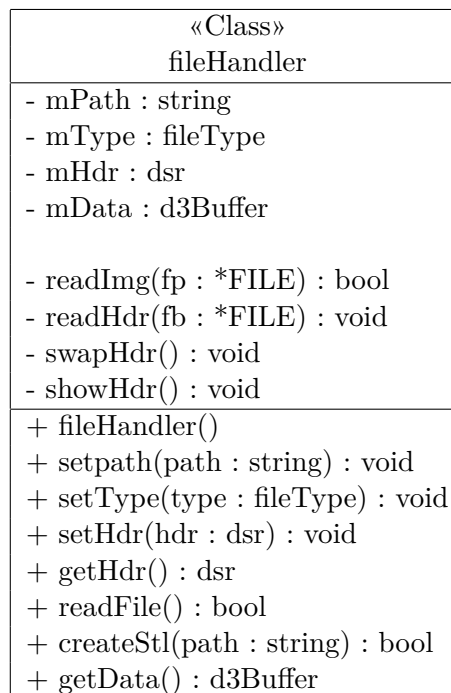 «Class»
fileHandler
- mPath : string
- mType : fileType
- mHdr : dsr
- mData : d3Buffer
- readImg(fp : *FILE) : bool
- readHdr(fb : *FILE) : void
- swapHdr() : void
- showHdr() : void
+ fileHandler()
+ setpath(path : string) : void
+ setType(type : fileType) : void
+ setHdr(hdr : dsr) : void
+ getHdr() : dsr
+ readFile() : bool
+ createStl(path : string) : bool
+ getData() : d3Buffer